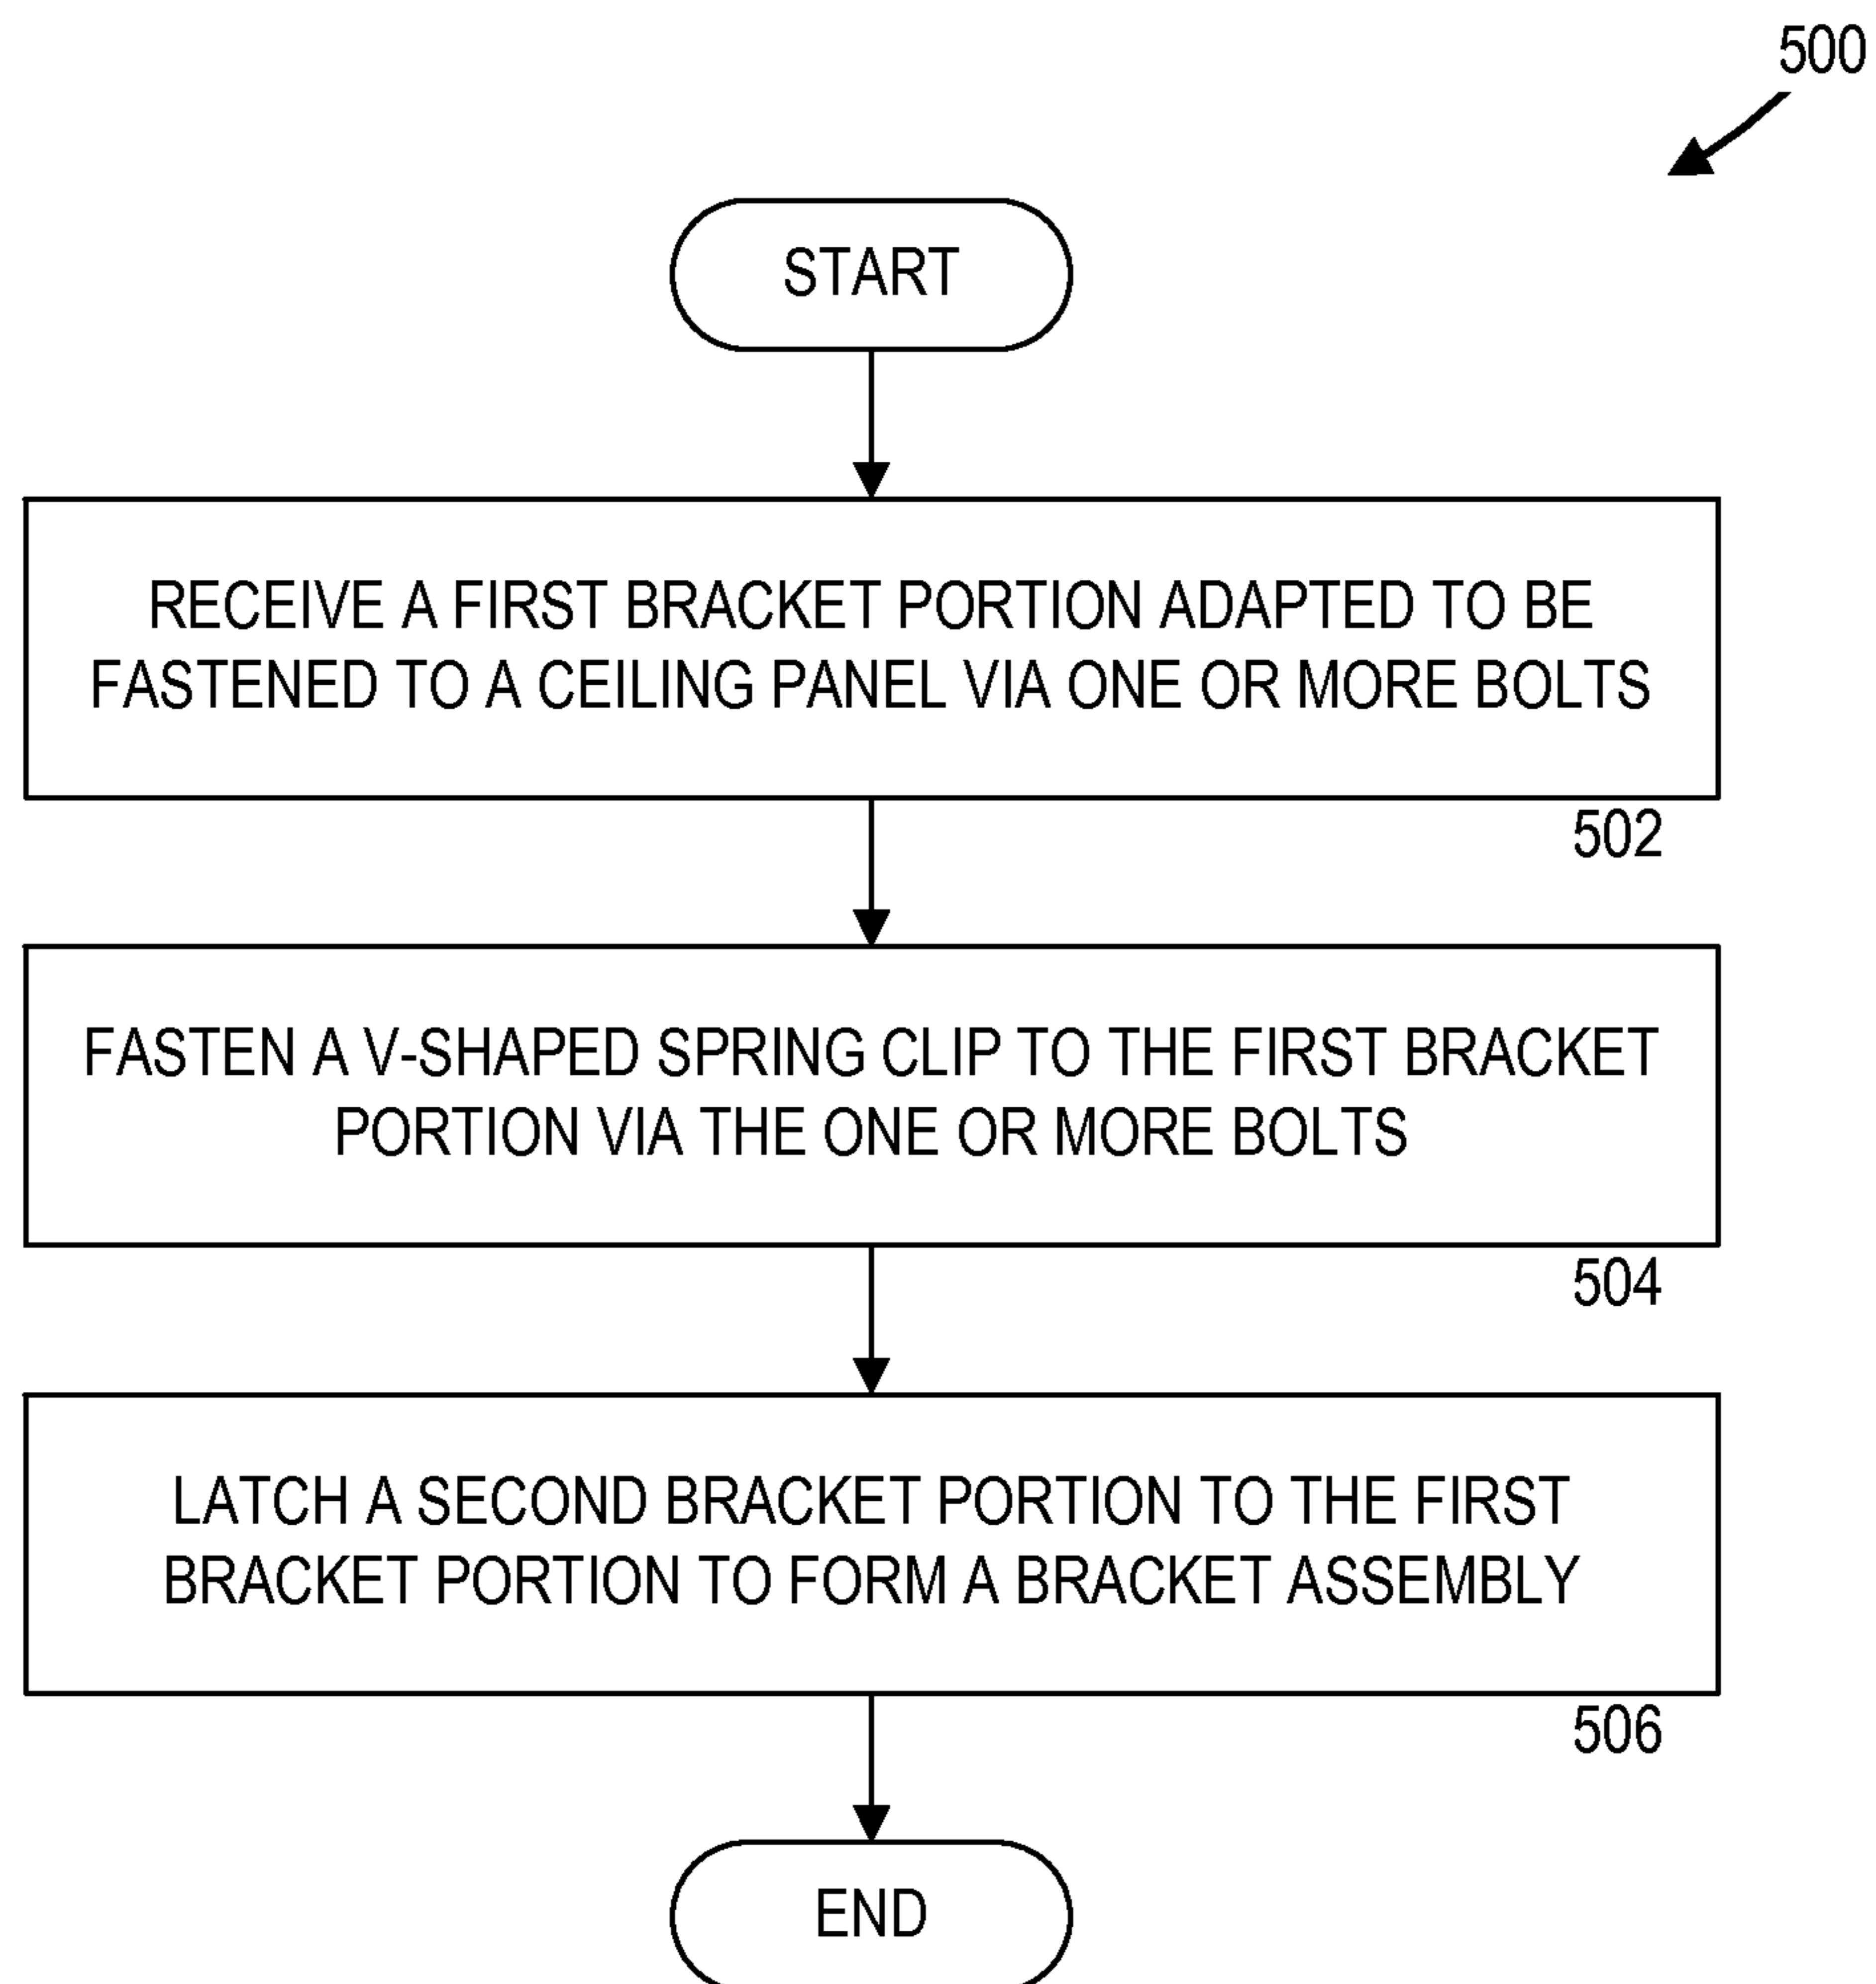 500
START
RECEIVE A FIRST BRACKET PORTION ADAPTED TO BE
FASTENED TO A CEILING PANEL VIA ONE OR MORE BOLTS
502
FASTEN A V-SHAPED SPRING CLIP TO THE FIRST BRACKET
PORTION VIA THE ONE OR MORE BOLTS
504
LATCH A SECOND BRACKET PORTION TO THE FIRST
BRACKET PORTION TO FORM A BRACKET ASSEMBLY
506
END